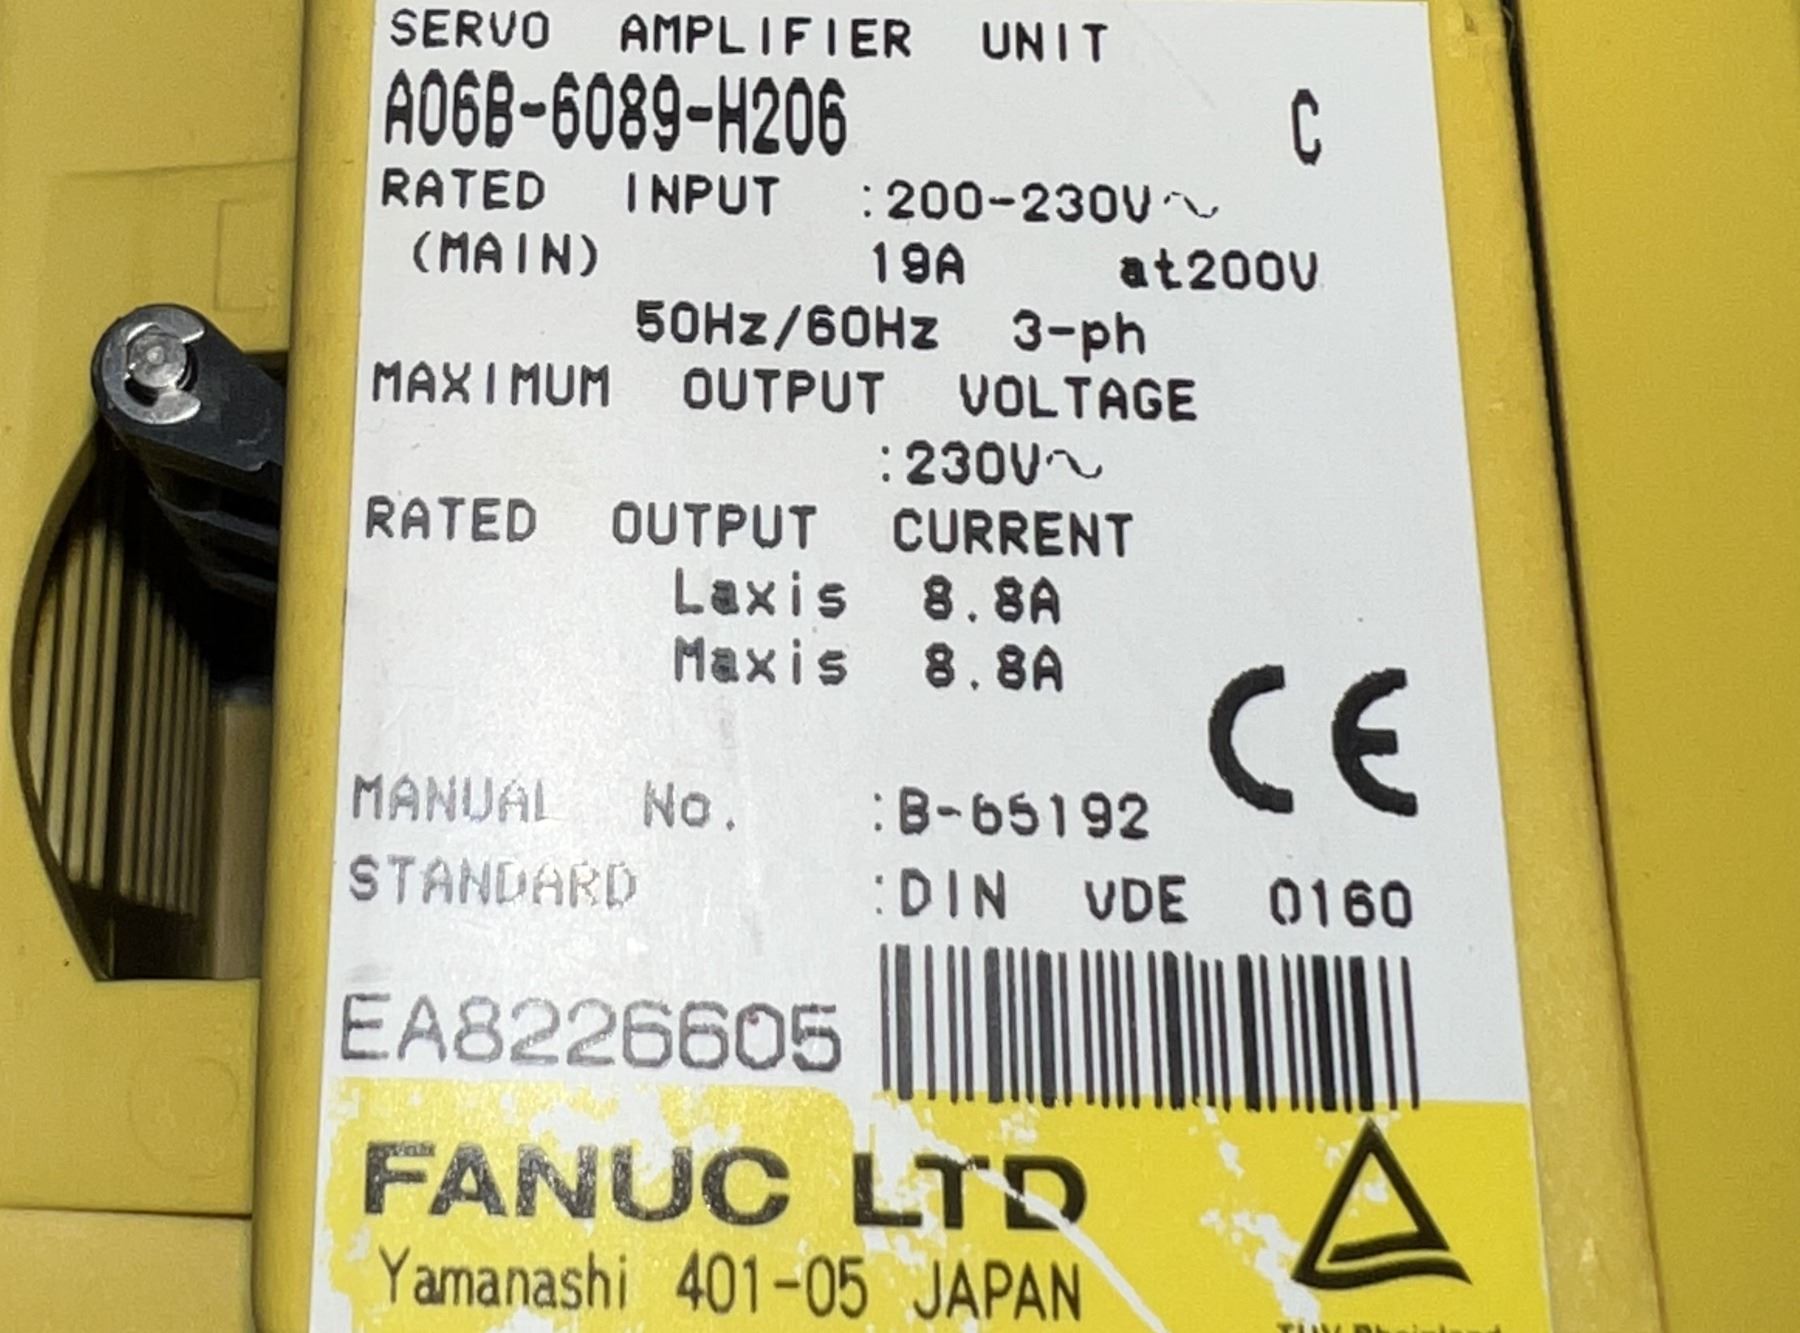 SERVO AMPLIFIER UNIT
A06B-6089-H206 C
RATED INPUT :200-230V~
(MAIN) 19A at200V
50Hz/60Hz 3-ph
MAXIMUM OUTPUT VOLTAGE
:230V~
RATED OUTPUT CURRENT
Laxis 8.8A
Maxis 8.8A
CE
MANUAL No. :B-65192
STANDARD :DIN VDE 0160
EA8226605
FANUC LTD
Yamanashi 401-05 JAPAN
TUV Rheinland